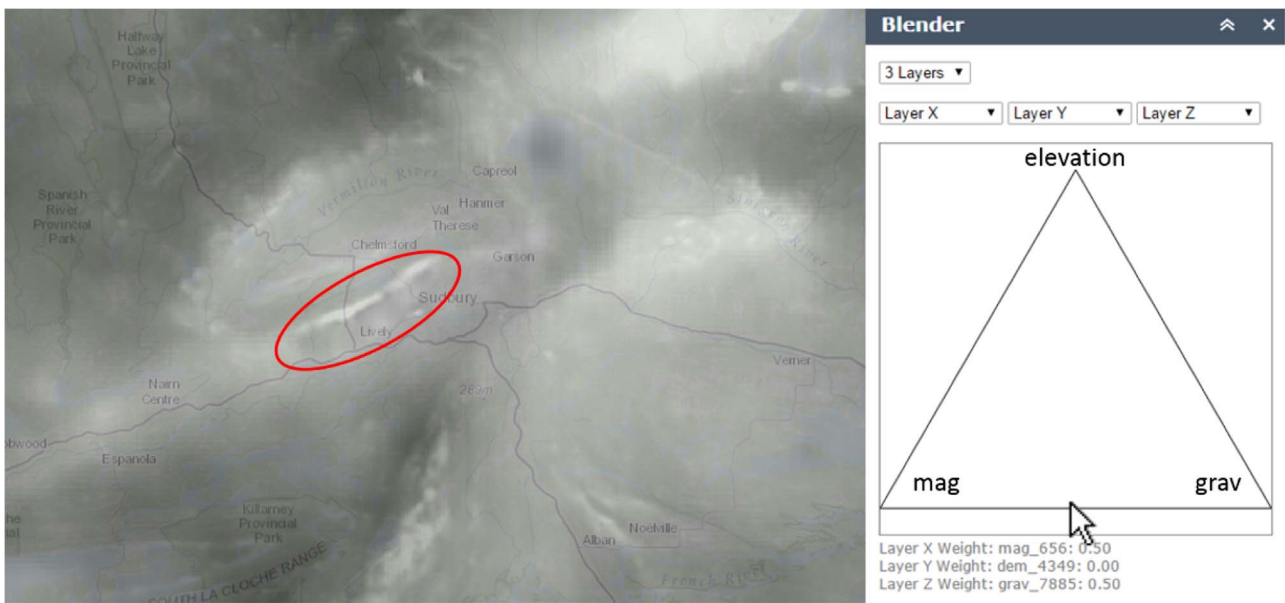 Halfway
Lake
Provincial
Park
Spanish
River
Provincial
Park
Vermilion River
Capreol
Val
Therese
Hanmer
Chelmsford
Garson
Sudbury
Lively
Nairn
Centre
Espanola
Verner
269m
Killarney
Provincial
Park
SOUTH LA CLOCHE RANGE
Alban
Noelville
French River
Blender
3 Layers
Layer X
Layer Y
Layer Z
elevation
mag
grav
Layer X Weight: mag_656: 0.50
Layer Y Weight: dem_4349: 0.00
Layer Z Weight: grav_7885: 0.50